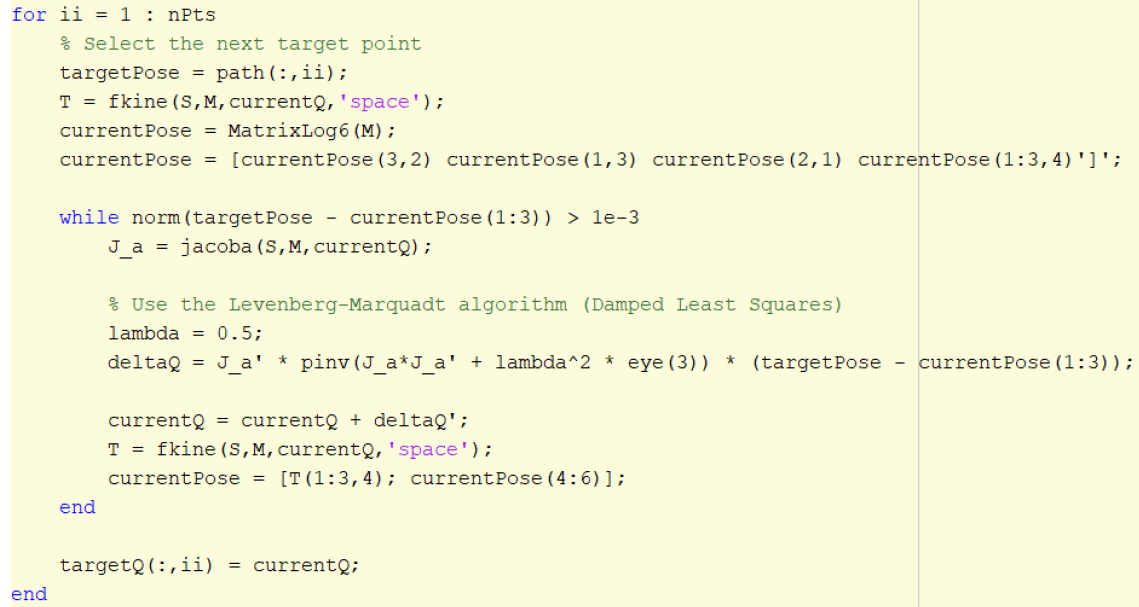 for ii = 1 : nPts
% Select the next target point
targetPose = path(:,ii);
T = fkine(S,M,currentQ,'space');
currentPose = MatrixLog6(M);
currentPose = [currentPose(3,2) currentPose(1,3) currentPose(2,1) currentPose(1:3,4)']';
while norm(targetPose - currentPose(1:3)) > 1e-3
J_a = jacoba(S,M,currentQ);
% Use the Levenberg-Marquadt algorithm (Damped Least Squares)
lambda = 0.5;
deltaQ = J_a' * pinv(J_a*J_a' + lambda^2 * eye(3)) * (targetPose - currentPose(1:3));
currentQ = currentQ + deltaQ';
T = fkine(S,M,currentQ,'space');
currentPose = [T(1:3,4); currentPose(4:6)];
end
targetQ(:,ii) = currentQ;
end